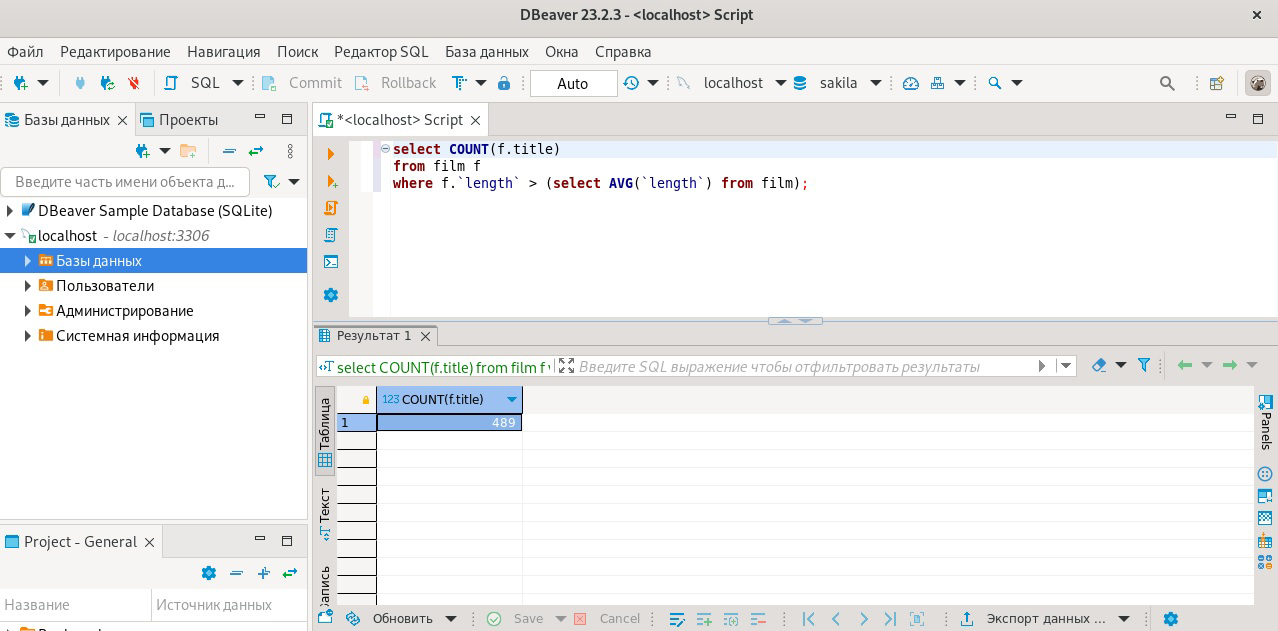 DBeaver 23.2.3 - <localhost> Script
Файл Редактирование Навигация Поиск Редактор SQL База данных Окна Справка
SQL Commit Rollback Auto localhost sakila
Базы данных Проекты
Введите часть имени объекта д...
DBeaver Sample Database (SQLite)
localhost - localhost:3306
Базы данных
Пользователи
Администрирование
Системная информация
Project - General
Название Источник данных
*<localhost> Script
select COUNT(f.title)
from film f
where f.`length` > (select AVG(`length`) from film);
Результат 1
select COUNT(f.title) from film f Введите SQL выражение чтобы отфильтровать результаты
123 COUNT(f.title)
1 489
Таблица
Текст
Panels
Обновить Save Cancel Экспорт данных ...